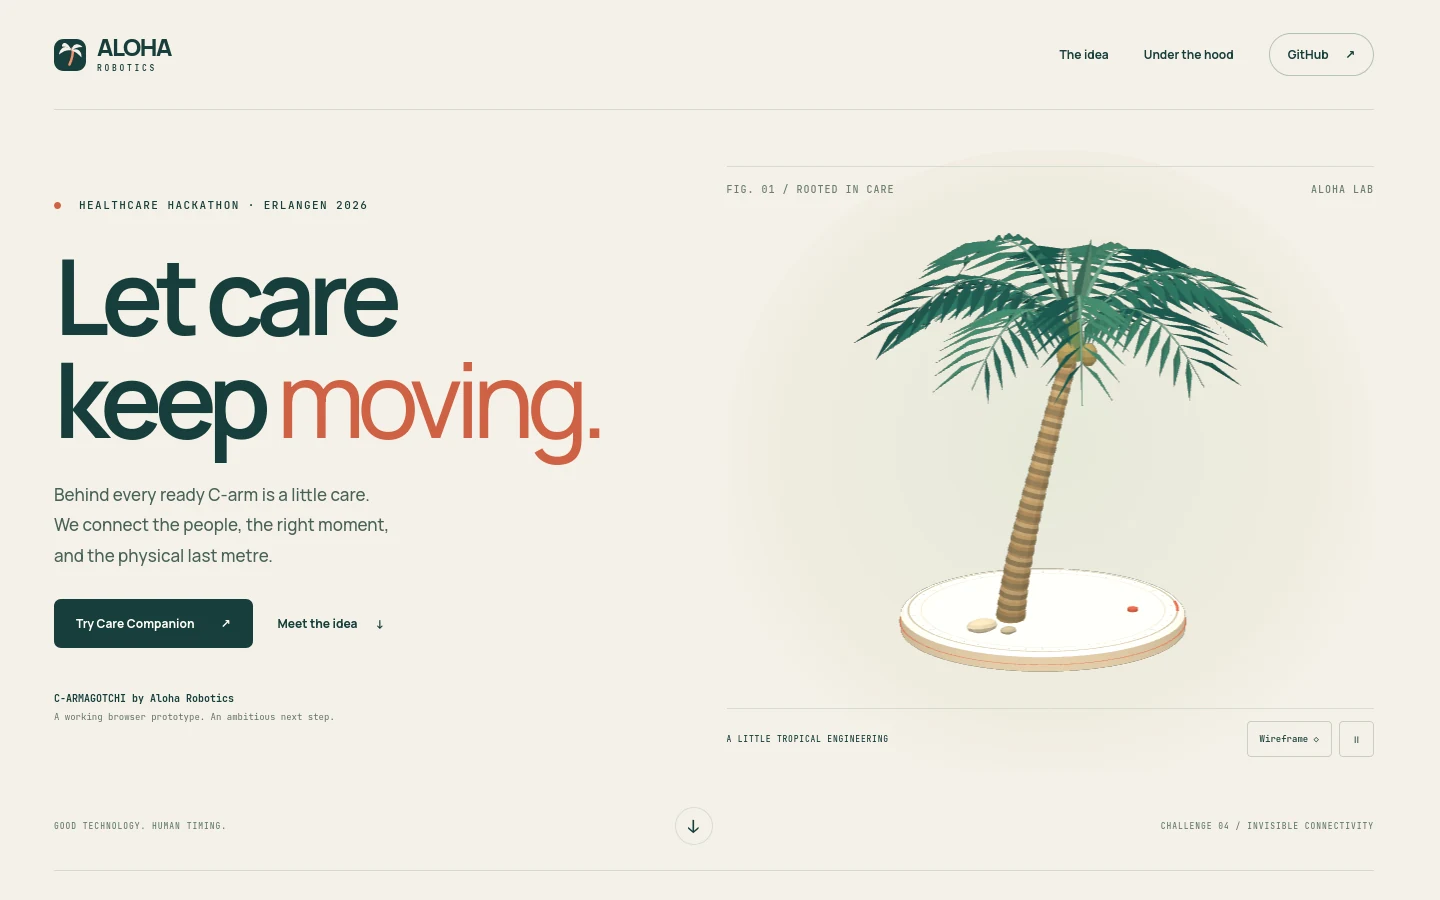 ALOHA
ROBOTICS
The idea
Under the hood
GitHub ↗
HEALTHCARE HACKATHON · ERLANGEN 2026
Let care
keep moving.
Behind every ready C-arm is a little care.
We connect the people, the right moment,
and the physical last metre.
Try Care Companion ↗
Meet the idea ↓
C-ARMAGOTCHI by Aloha Robotics
A working browser prototype. An ambitious next step.
FIG. 01 / ROOTED IN CARE
ALOHA LAB
A LITTLE TROPICAL ENGINEERING
Wireframe ◇
GOOD TECHNOLOGY. HUMAN TIMING.
CHALLENGE 04 / INVISIBLE CONNECTIVITY